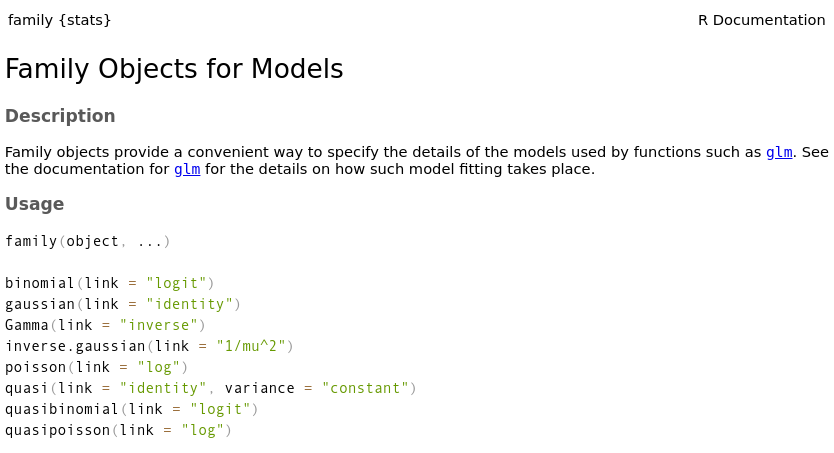 family {stats} R Documentation
Family Objects for Models
Description
Family objects provide a convenient way to specify the details of the models used by functions such as glm. See
the documentation for glm for the details on how such model fitting takes place.
Usage
family(object, ...)
binomial(link = "logit")
gaussian(link = "identity")
Gamma(link = "inverse")
inverse.gaussian(link = "1/mu^2")
poisson(link = "log")
quasi(link = "identity", variance = "constant")
quasibinomial(link = "logit")
quasipoisson(link = "log")